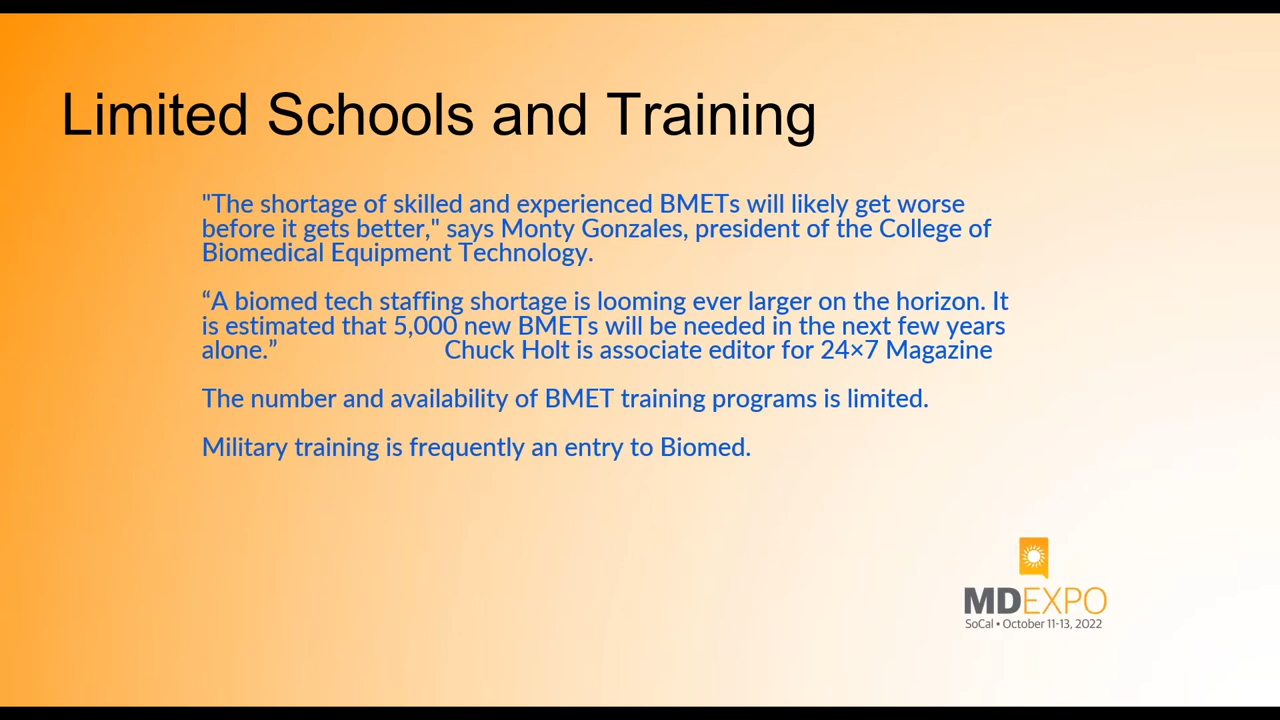 Limited Schools and Training
"The shortage of skilled and experienced BMETs will likely get worse
before it gets better," says Monty Gonzales, president of the College of
Biomedical Equipment Technology.
“A biomed tech staffing shortage is looming ever larger on the horizon. It
is estimated that 5,000 new BMETs will be needed in the next few years
alone.” Chuck Holt is associate editor for 24×7 Magazine
The number and availability of BMET training programs is limited.
Military training is frequently an entry to Biomed.
MDEXPO
SoCal • October 11-13, 2022